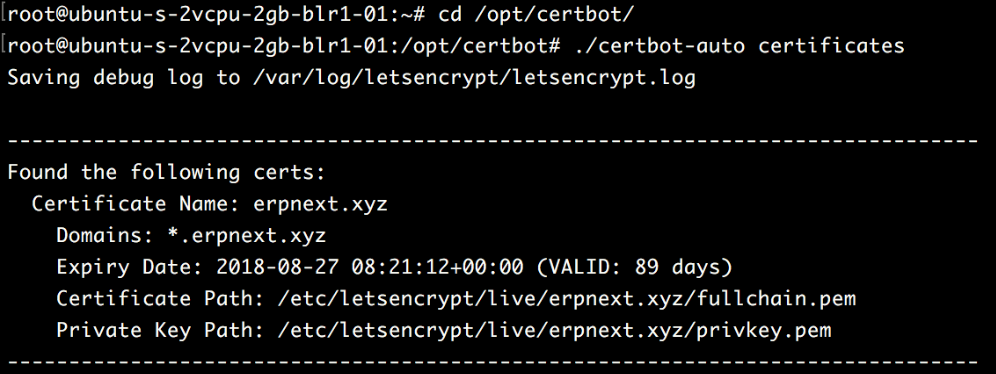 [root@ubuntu-s-2vcpu-2gb-blr1-01:~# cd /opt/certbot/
[root@ubuntu-s-2vcpu-2gb-blr1-01:/opt/certbot# ./certbot-auto certificates
Saving debug log to /var/log/letsencrypt/letsencrypt.log
-------------------------------------------------------------------------------
Found the following certs:
  Certificate Name: erpnext.xyz
    Domains: *.erpnext.xyz
    Expiry Date: 2018-08-27 08:21:12+00:00 (VALID: 89 days)
    Certificate Path: /etc/letsencrypt/live/erpnext.xyz/fullchain.pem
    Private Key Path: /etc/letsencrypt/live/erpnext.xyz/privkey.pem
-------------------------------------------------------------------------------